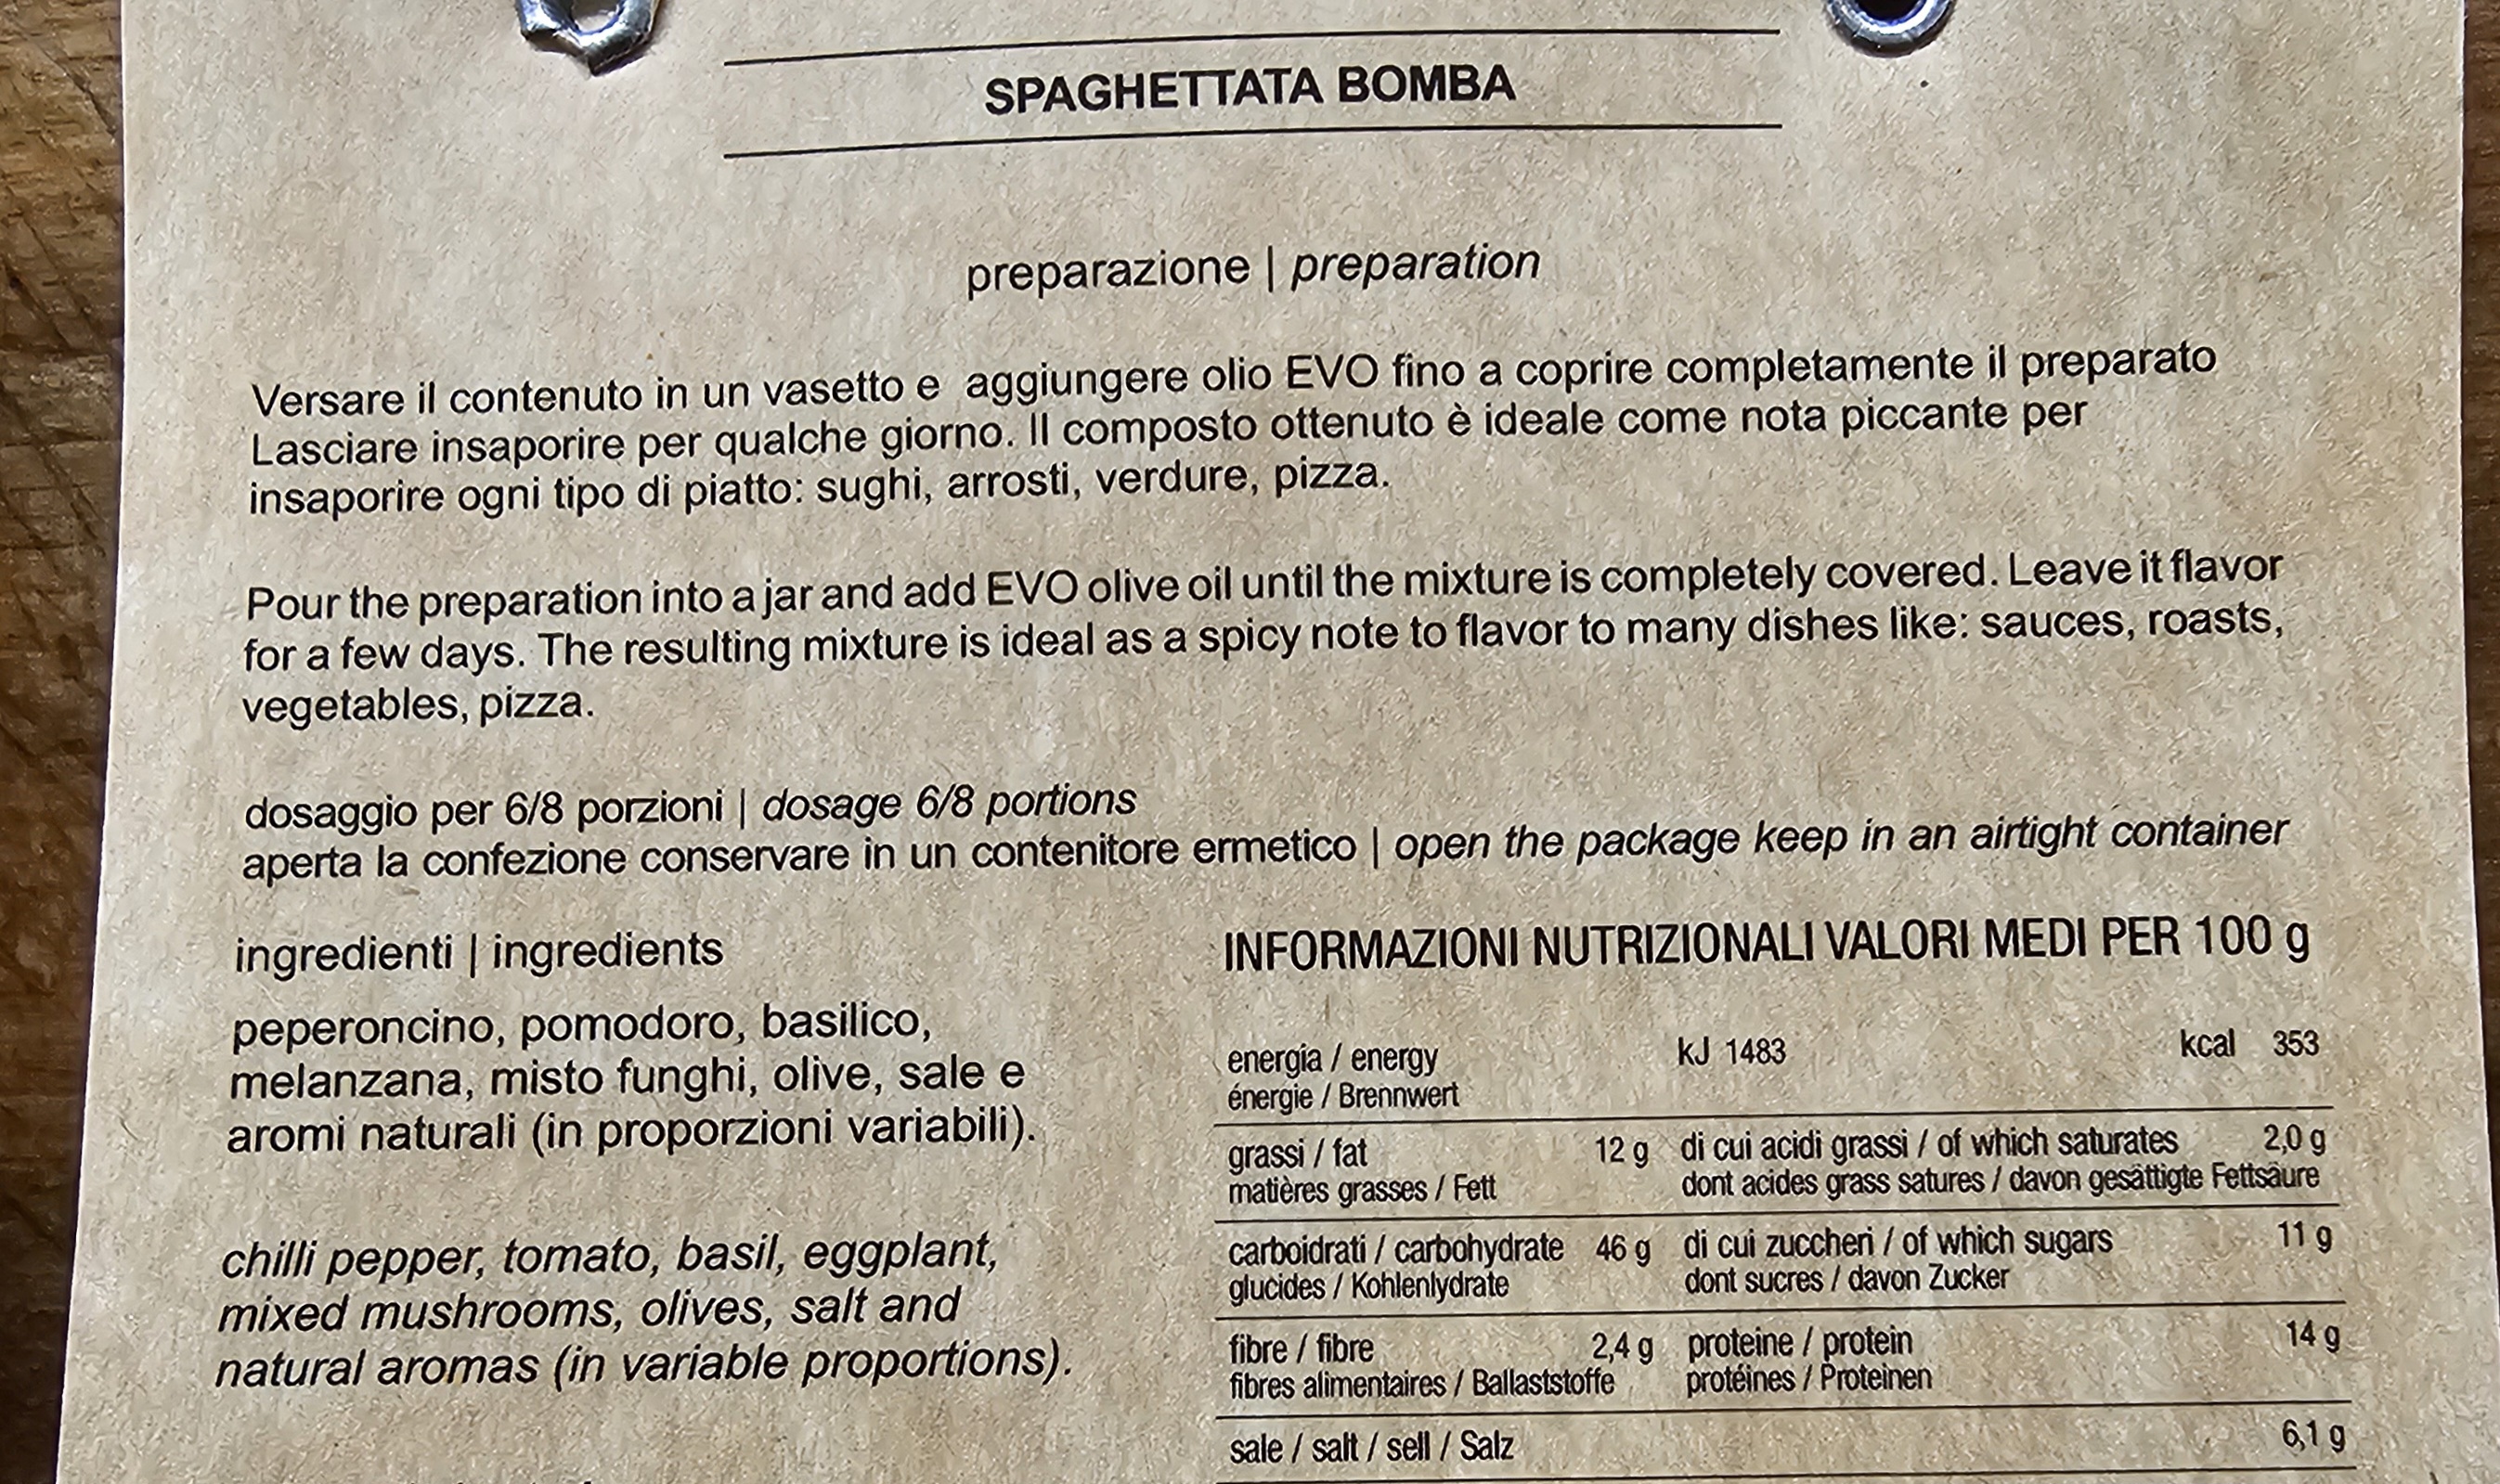 SPAGHETTATA BOMBA
preparazione | preparation
Versare il contenuto in un vasetto e aggiungere olio EVO fino a coprire completamente il preparato
Lasciare insaporire per qualche giorno. Il composto ottenuto è ideale come nota piccante per
insaporire ogni tipo di piatto: sughi, arrosti, verdure, pizza.
Pour the preparation into a jar and add EVO olive oil until the mixture is completely covered. Leave it flavor
for a few days. The resulting mixture is ideal as a spicy note to flavor to many dishes like: sauces, roasts,
vegetables, pizza.
dosaggio per 6/8 porzioni | dosage 6/8 portions
aperta la confezione conservare in un contenitore ermetico | open the package keep in an airtight container
ingredienti | ingredients
peperoncino, pomodoro, basilico,
melanzana, misto funghi, olive, sale e
aromi naturali (in proporzioni variabili).
chilli pepper, tomato, basil, eggplant,
mixed mushrooms, olives, salt and
natural aromas (in variable proportions).
INFORMAZIONI NUTRIZIONALI VALORI MEDI PER 100 g
energía / energy kJ 1483 kcal 353
énergie / Brennwert
grassi / fat 12 g di cui acidi grassi / of which saturates 2,0 g
matières grasses / Fett dont acides grass satures / davon gesättigte Fettsäure
carboidrati / carbohydrate 46 g di cui zuccheri / of which sugars 11 g
glucides / Kohlenlydrate dont sucres / davon Zucker
fibre / fibre 2,4 g proteine / protein 14 g
fibres alimentaires / Ballaststoffe protéines / Proteinen
sale / salt / sell / Salz 6,1 g